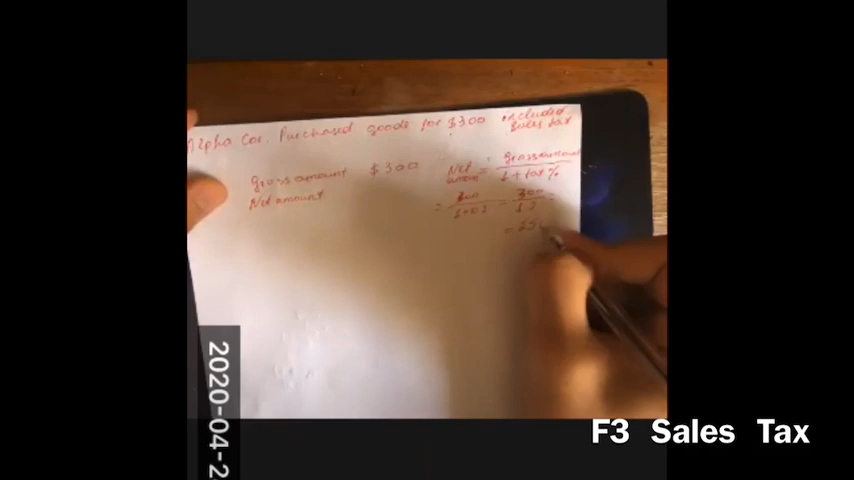 Alpha Cor. Purchased goods for $300 included sales tax
Gross amount $300
Net amount
Net amount = gross amount / 1 + tax %
= 300 / 1+0.2 = 300 / 1.2
= 25
2020-04-2
F3 Sales Tax